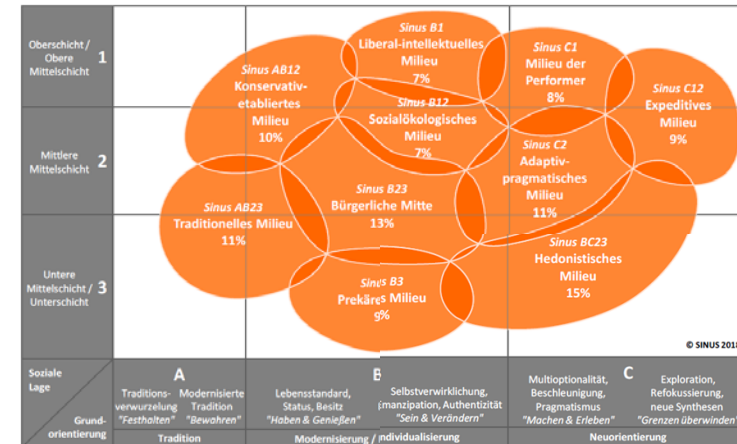 Oberschicht /
Obere
Mittelschicht
1
Mittlere
Mittelschicht
2
Untere
Mittelschicht /
Unterschicht
3
Sinus B1
Liberal-intellektuelles
Milieu
7%
Sinus C1
Milieu der
Performer
8%
Sinus AB12
Konservativ-
etabliertes
Milieu
10%
Sinus C12
Expeditives
Milieu
9%
Sinus B12
Sozialökologisches
Milieu
7%
Sinus C2
Adaptiv-
pragmatisches
Milieu
11%
Sinus B23
Bürgerliche Mitte
13%
Sinus AB23
Traditionelles Milieu
11%
Sinus BC23
Hedonistisches
Milieu
15%
Sinus B3
Prekäres Milieu
9%
© SINUS 2018
Soziale
Lage
Grund-
orientierung
A
Traditions-
verwurzelung
"Festhalten"
Modernisierte
Tradition
"Bewahren"
Tradition
B
Lebensstandard,
Status, Besitz
"Haben & Genießen"
Selbstverwirklichung,
Emanzipation, Authentizität
"Sein & Verändern"
Modernisierung / Individualisierung
C
Multioptionalität,
Beschleunigung,
Pragmatismus
"Machen & Erleben"
Exploration,
Refokussierung,
neue Synthesen
"Grenzen überwinden"
Neuorientierung